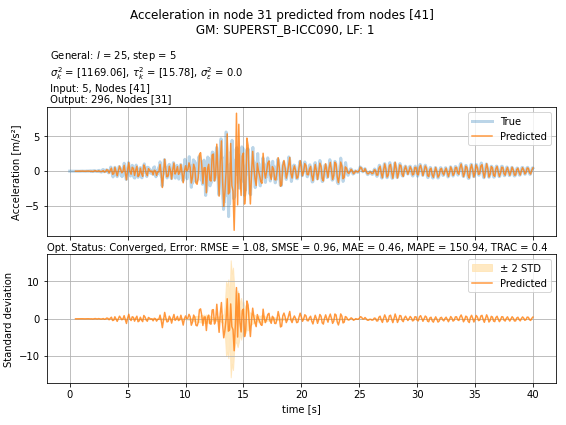 Acceleration in node 31 predicted from nodes [41]
GM: SUPERST_B-ICC090, LF: 1
General: l = 25, step = 5
σ²ₖ = [1169.06], τ²ₖ = [15.78], σ²ε = 0.0
Input: 5, Nodes [41]
Output: 296, Nodes [31]
Acceleration [m/s²]
5
0
−5
True
Predicted
Opt. Status: Converged, Error: RMSE = 1.08, SMSE = 0.96, MAE = 0.46, MAPE = 150.94, TRAC = 0.4
Standard deviation
10
0
−10
± 2 STD
Predicted
0 5 10 15 20 25 30 35 40
time [s]